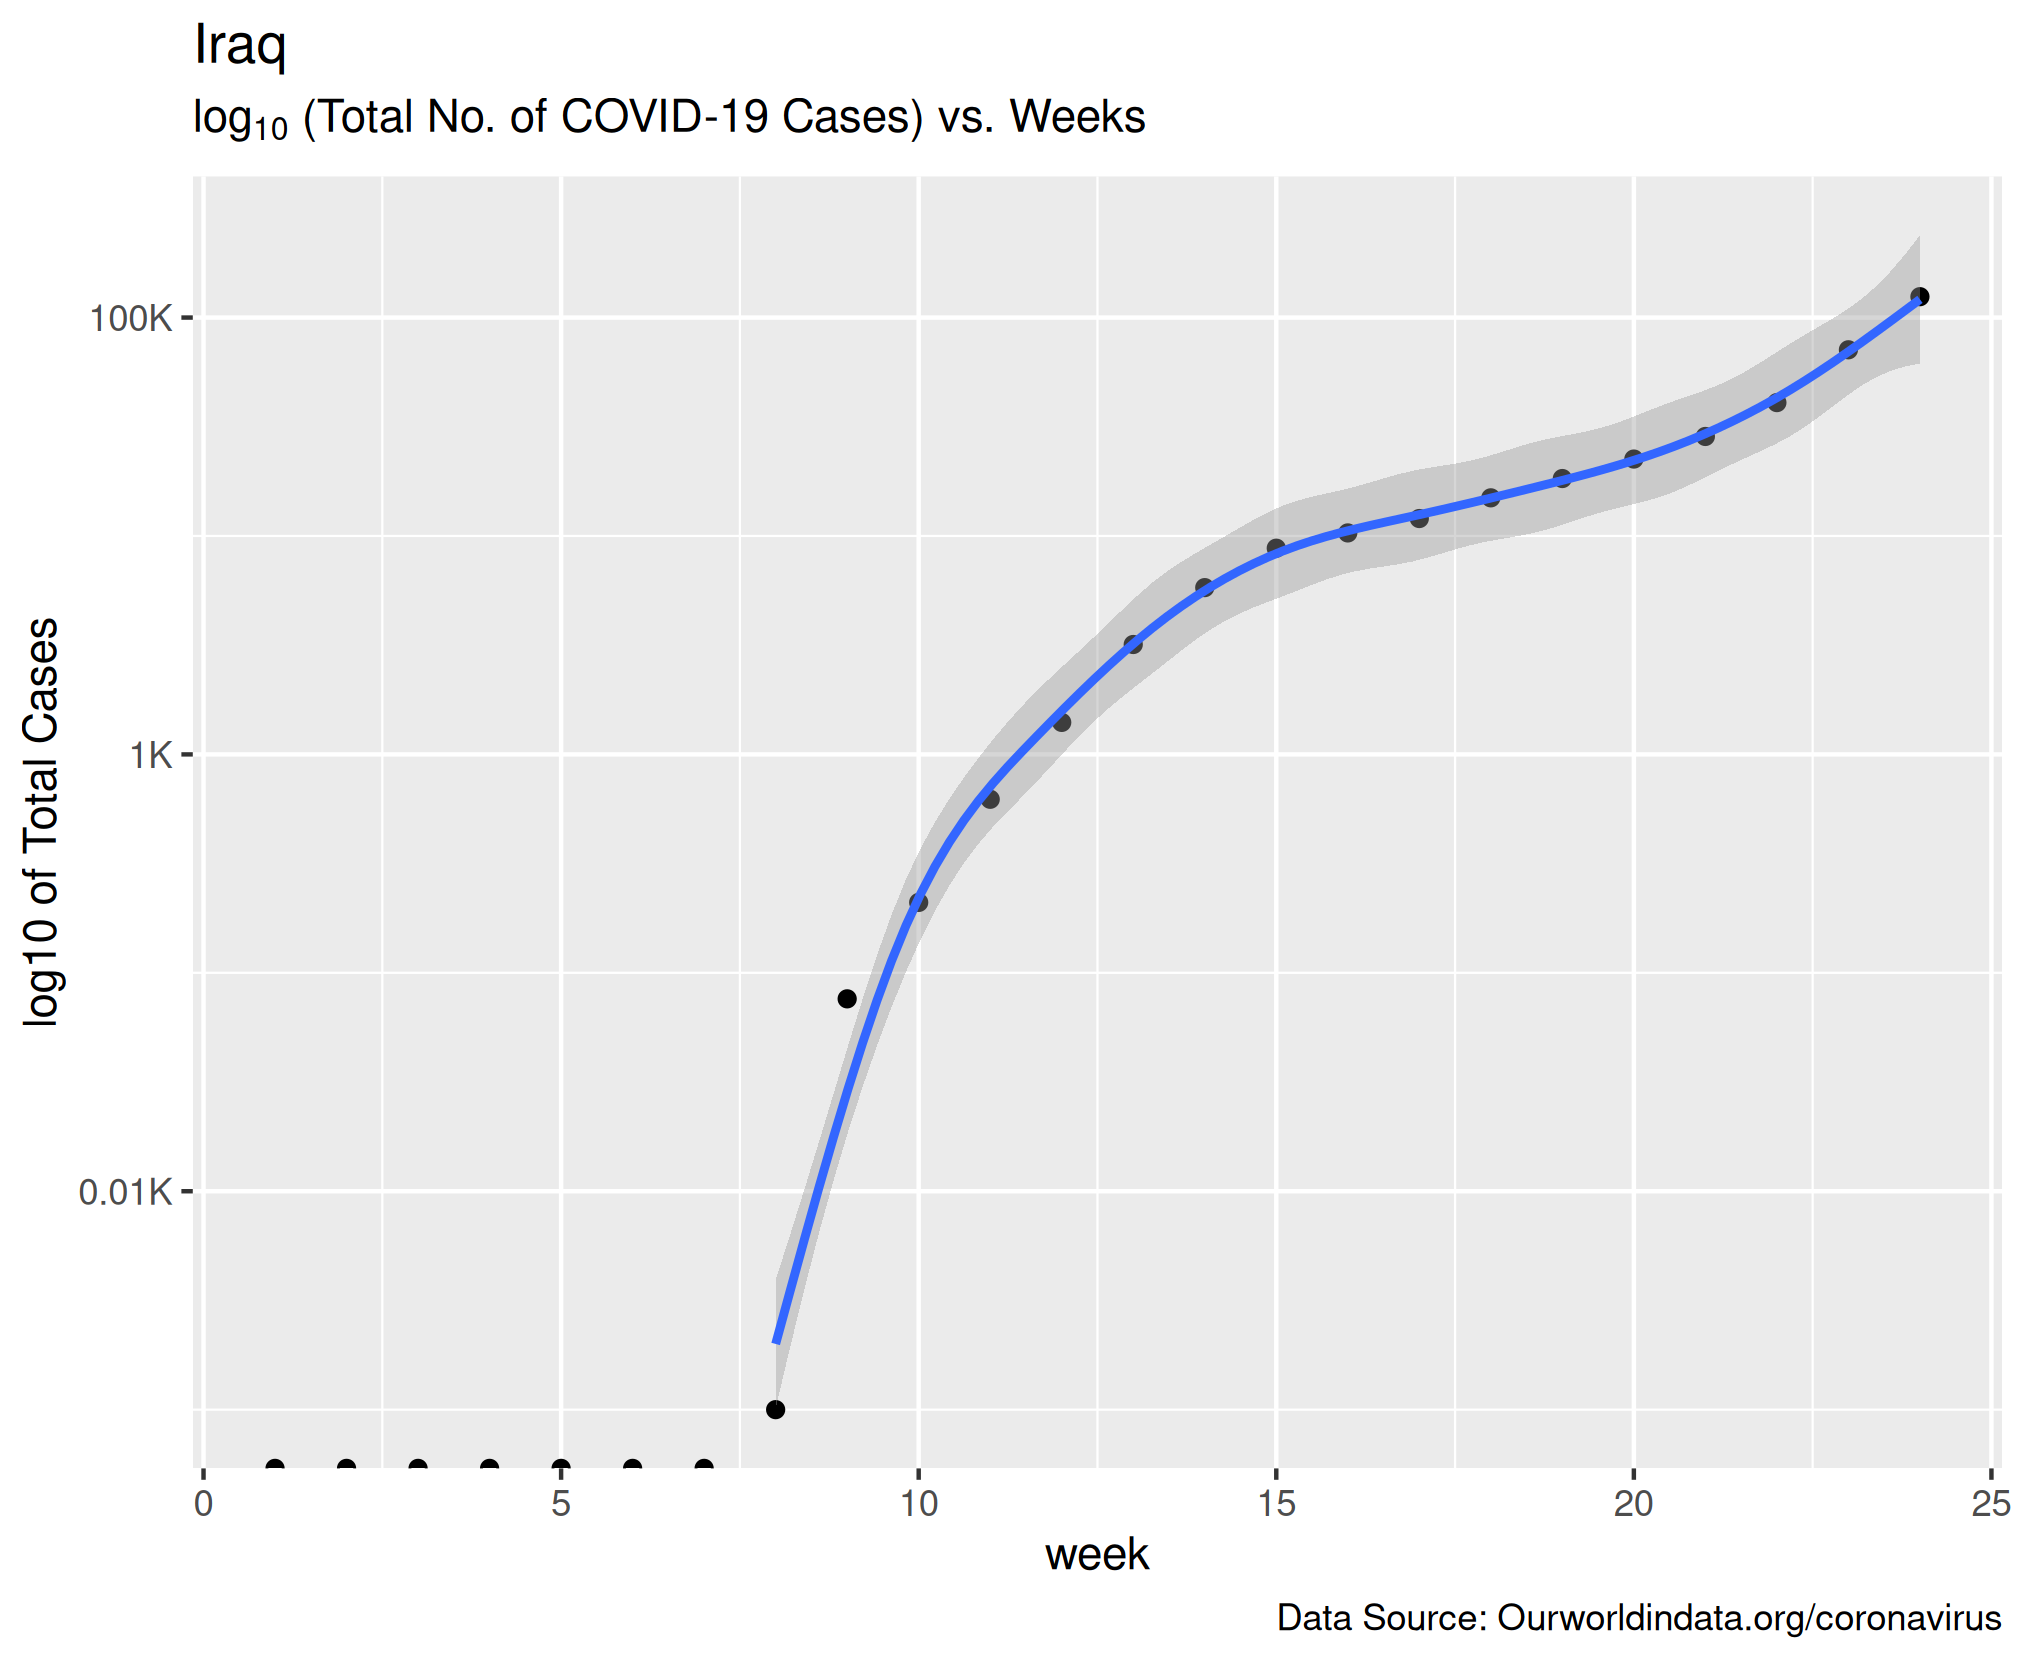 Iraq
log₁₀ (Total No. of COVID-19 Cases) vs. Weeks
log10 of Total Cases
100K
1K
0.01K
0 5 10 15 20 25
week
Data Source: Ourworldindata.org/coronavirus